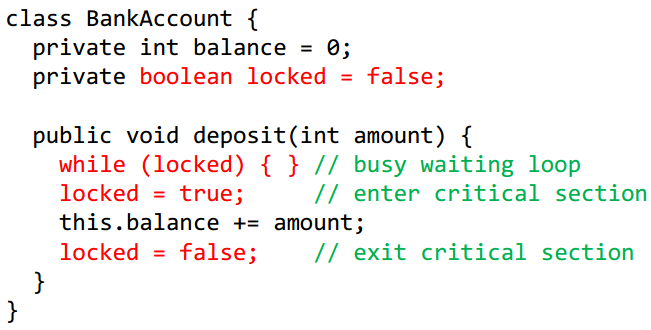 class BankAccount {
  private int balance = 0;
  private boolean locked = false;

  public void deposit(int amount) {
    while (locked) { } // busy waiting loop
    locked = true;     // enter critical section
    this.balance += amount;
    locked = false;    // exit critical section
  }
}